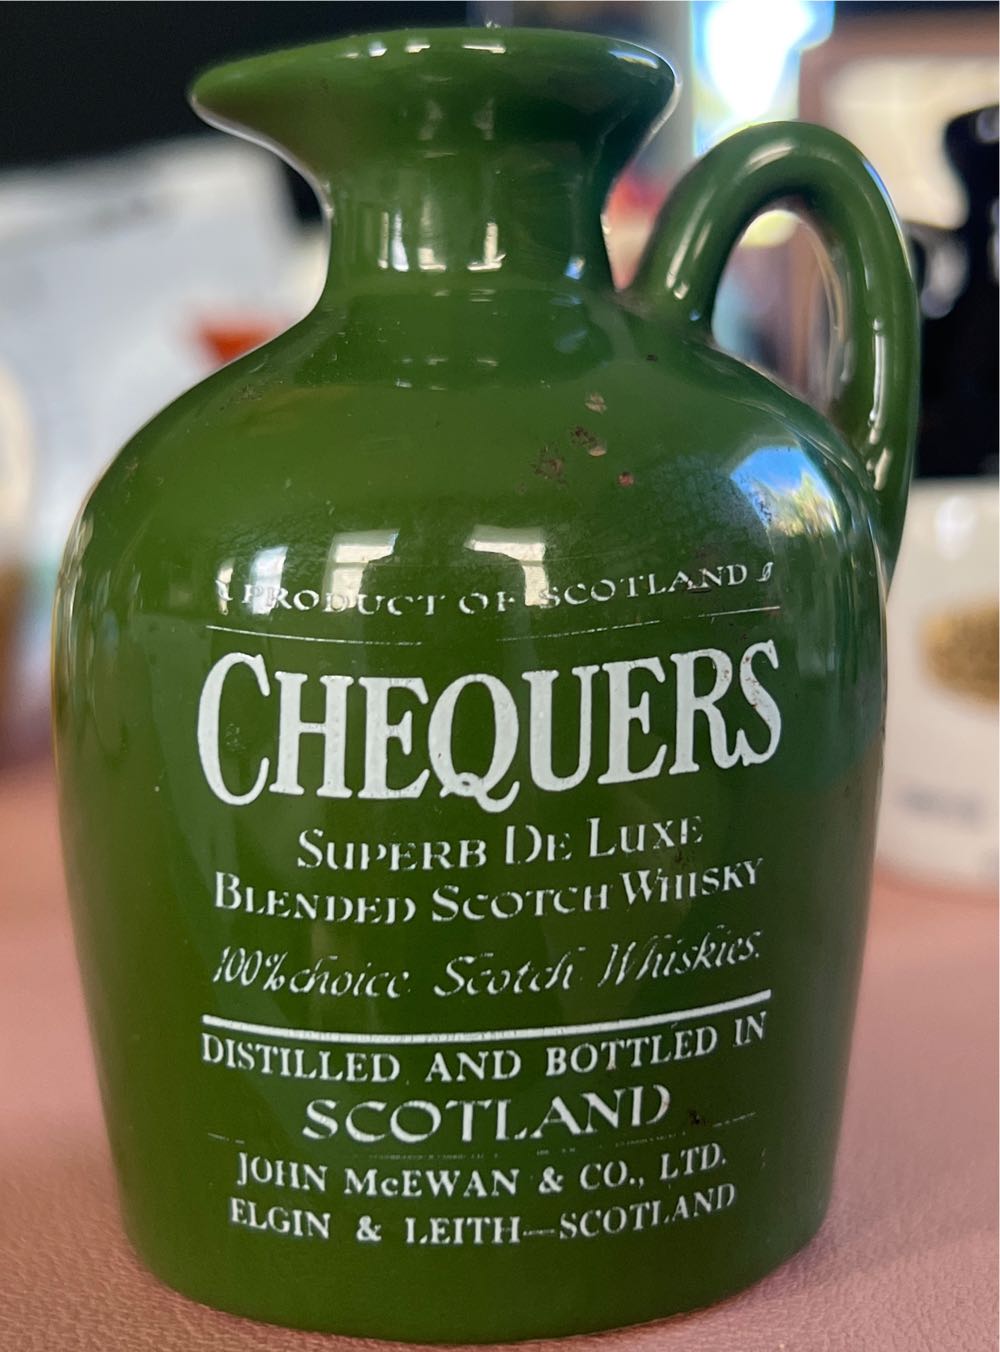 PRODUCT OF SCOTLAND
CHEQUERS
SUPERB DE LUXE
BLENDED SCOTCH WHISKY
100% choice Scotch Whiskies.
DISTILLED AND BOTTLED IN
SCOTLAND
JOHN McEWAN & CO., LTD.
ELGIN & LEITH—SCOTLAND